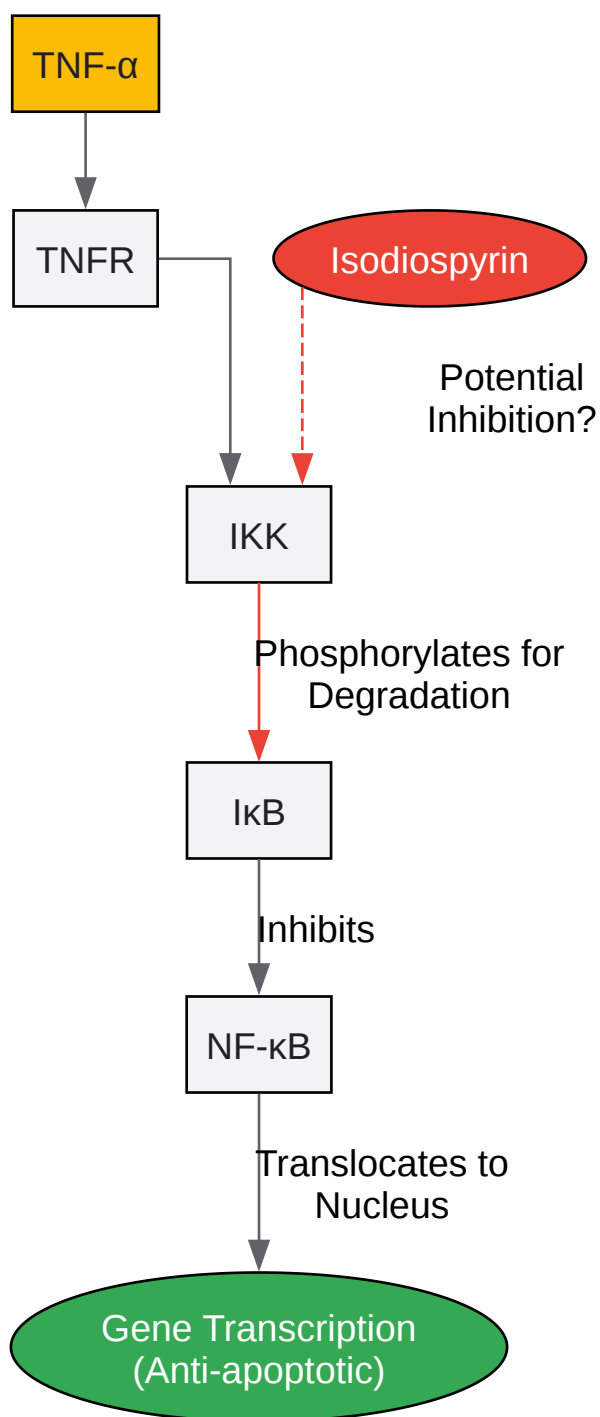 TNF-α
TNFR
Isodiospyrin
Potential
Inhibition?
IKK
Phosphorylates for
Degradation
IκB
Inhibits
NF-κB
Translocates to
Nucleus
Gene Transcription
(Anti-apoptotic)